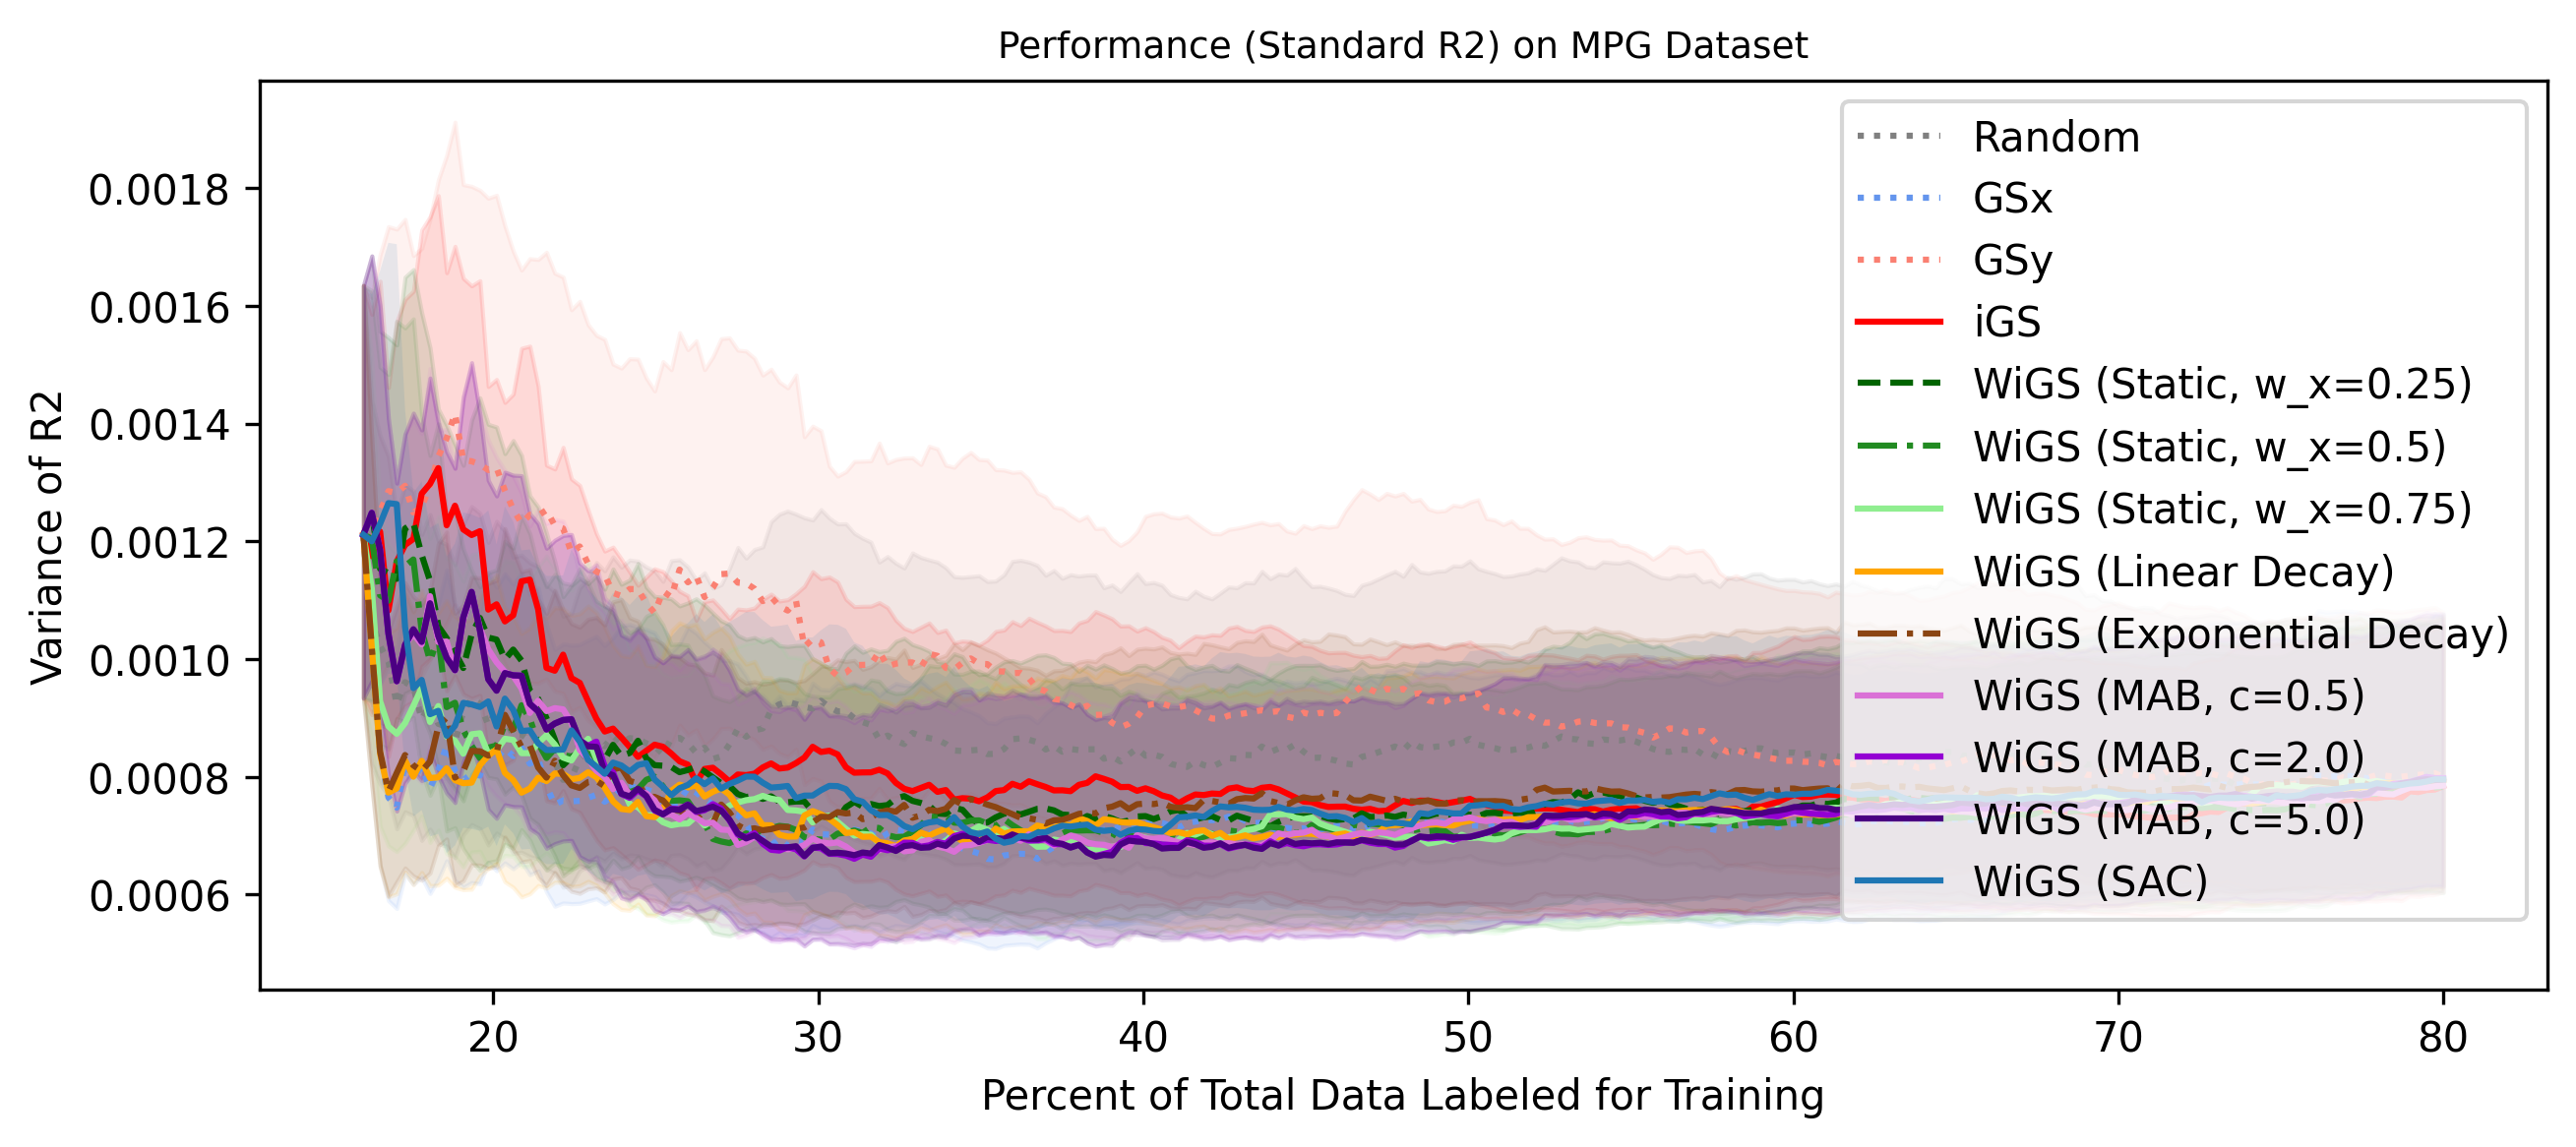 Performance (Standard R2) on MPG Dataset
Variance of R2
0.0018
0.0016
0.0014
0.0012
0.0010
0.0008
0.0006
Random
GSx
GSy
iGS
WiGS (Static, w_x=0.25)
WiGS (Static, w_x=0.5)
WiGS (Static, w_x=0.75)
WiGS (Linear Decay)
WiGS (Exponential Decay)
WiGS (MAB, c=0.5)
WiGS (MAB, c=2.0)
WiGS (MAB, c=5.0)
WiGS (SAC)
20 30 40 50 60 70 80
Percent of Total Data Labeled for Training